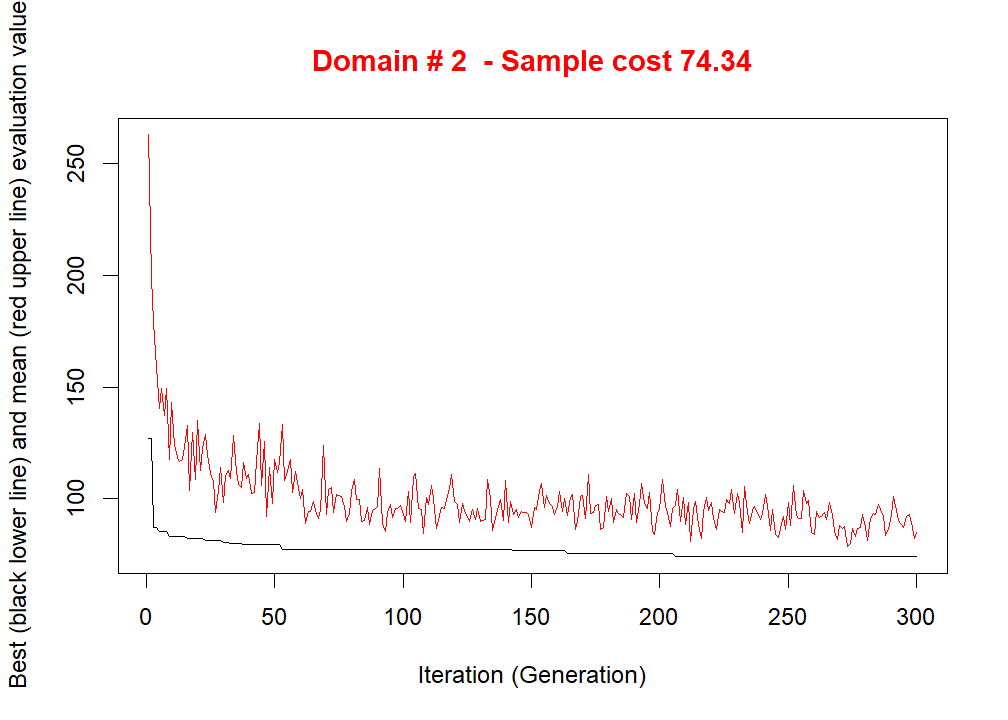 Domain # 2  - Sample cost 74.34
Best (black lower line) and mean (red upper line) evaluation value
250
200
150
100
0 50 100 150 200 250 300
Iteration (Generation)